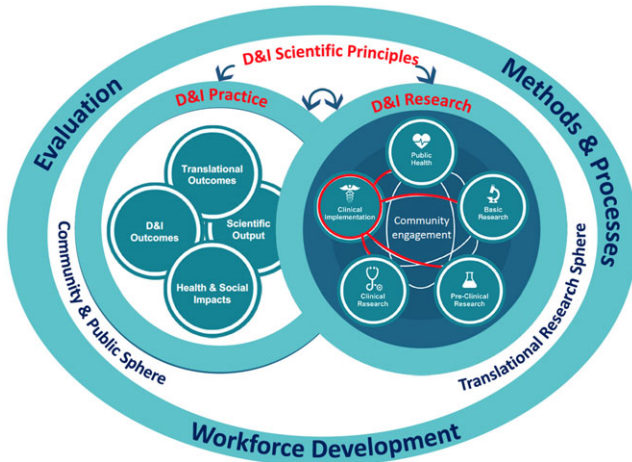 D&I Scientific Principles
Evaluation
Methods & Processes
D&I Practice
D&I Research
Translational
Outcomes
D&I
Outcomes
Scientific
Output
Health & Social
Impacts
Public
Health
Clinical
Implementation
Basic
Research
Community
engagement
Clinical
Research
Pre-Clinical
Research
Community & Public Sphere
Translational Research Sphere
Workforce Development